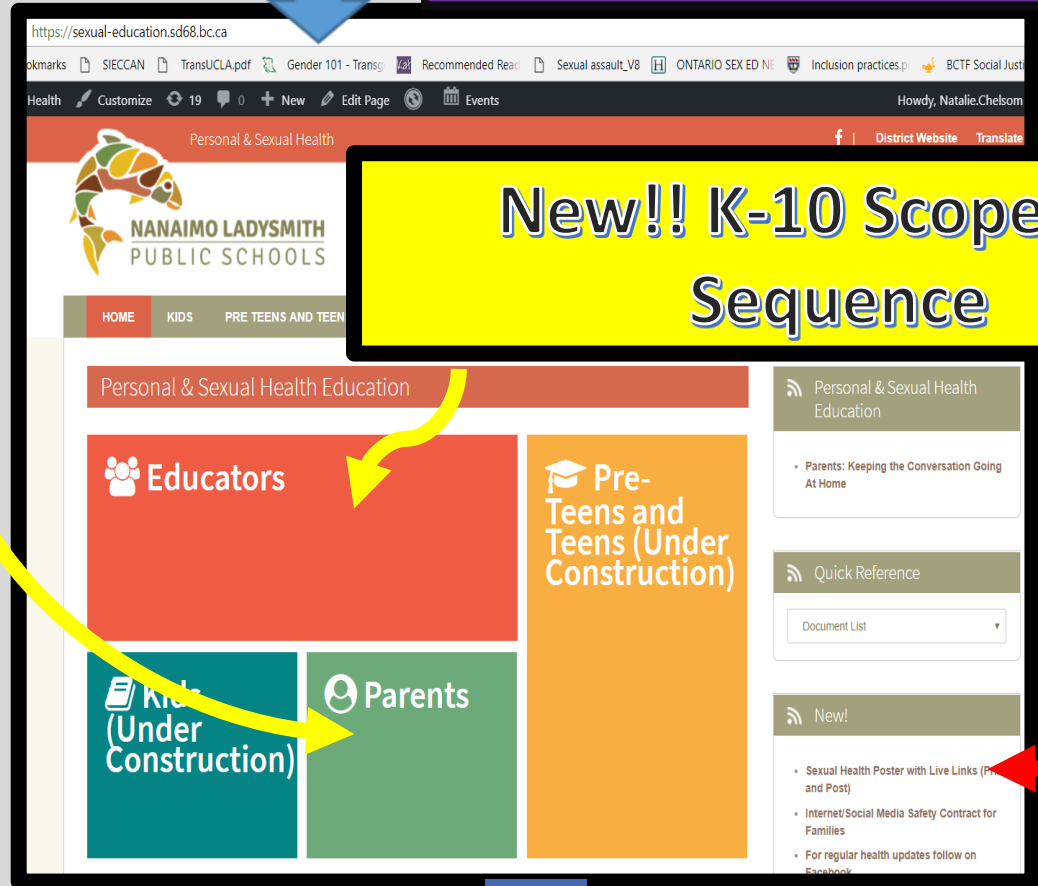 https://sexual-education.sd68.bc.ca
okmarks SIECCAN TransUCLA.pdf Gender 101 - Transg Recommended Read Sexual assault_V8 ONTARIO SEX ED NE Inclusion practices.p BCTF Social Justi
Health Customize 19 0 + New Edit Page Events Howdy, Natalie.Chelsom
Personal & Sexual Health f | District Website Translate
NANAIMO LADYSMITH
PUBLIC SCHOOLS
New!! K-10 Scope
Sequence
HOME KIDS PRE TEENS AND TEEN
Personal & Sexual Health Education
Educators
Pre-
Teens and
Teens (Under
Construction)
Kids
(Under
Construction)
Parents
Personal & Sexual Health
Education
Parents: Keeping the Conversation Going
At Home
Quick Reference
Document List
New!
Sexual Health Poster with Live Links
and Post)
Internet/Social Media Safety Contract for
Families
For regular health updates follow on
Facebook